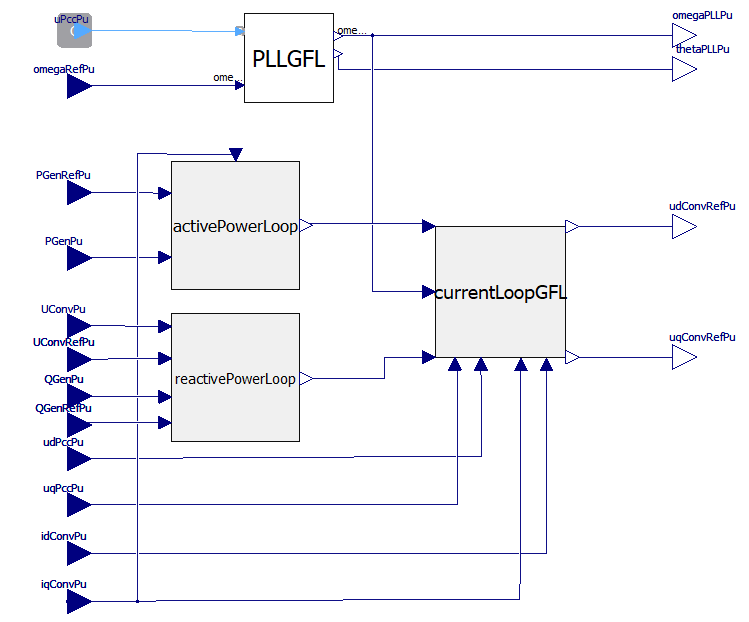 uPccPu
omegaPLLPu
ome...
thetaPLLPu
PLLGFL
omegaRefPu
ome...
PGenRefPu
udConvRefPu
activePowerLoop
PGenPu
currentLoopGFL
UConvPu
uqConvRefPu
UConvRefPu
reactivePowerLoop
QGenPu
QGenRefPu
udPccPu
uqPccPu
idConvPu
iqConvPu